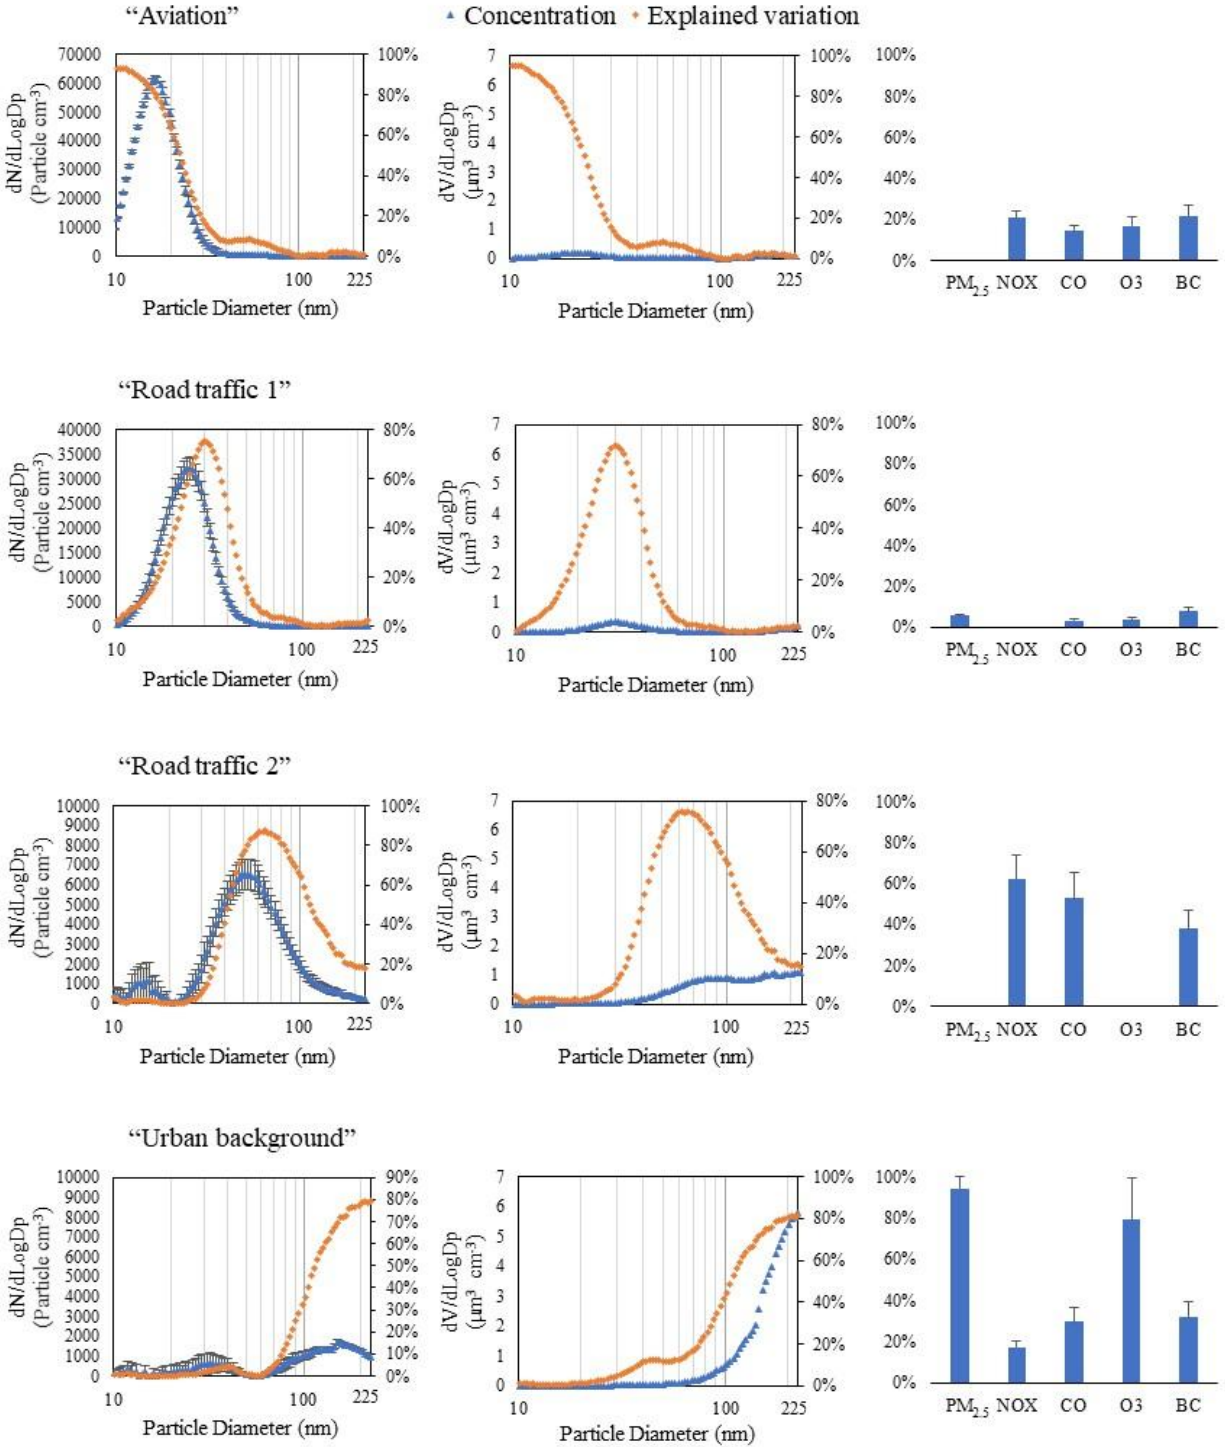 “Aviation”
Concentration Explained variation
70000 60000 50000 40000 30000 20000 10000 0
dN/dLogDp
(Particle cm-3)
100% 80% 60% 40% 20% 0%
10 100 225
Particle Diameter (nm)
7 6 5 4 3 2 1 0
dV/dLogDp
(µm³ cm-3)
100% 80% 60% 40% 20% 0%
10 100 225
Particle Diameter (nm)
100% 80% 60% 40% 20% 0%
PM2.5 NOX CO O3 BC
“Road traffic 1”
40000 35000 30000 25000 20000 15000 10000 5000 0
dN/dLogDp
(Particle cm-3)
80% 60% 40% 20% 0%
10 100 225
Particle Diameter (nm)
7 6 5 4 3 2 1 0
dV/dLogDp
(µm³ cm-3)
80% 60% 40% 20% 0%
10 100 225
Particle Diameter (nm)
100% 80% 60% 40% 20% 0%
PM2.5 NOX CO O3 BC
“Road traffic 2”
10000 9000 8000 7000 6000 5000 4000 3000 2000 1000 0
dN/dLogDp
(Particle cm-3)
100% 80% 60% 40% 20% 0%
10 100 225
Particle Diameter (nm)
7 6 5 4 3 2 1 0
dV/dLogDp
(µm³ cm-3)
80% 60% 40% 20% 0%
10 100 225
Particle Diameter (nm)
100% 80% 60% 40% 20% 0%
PM2.5 NOX CO O3 BC
“Urban background”
10000 9000 8000 7000 6000 5000 4000 3000 2000 1000 0
dN/dLogDp
(Particle cm-3)
90% 80% 70% 60% 50% 40% 30% 20% 10% 0%
10 100 225
Particle Diameter (nm)
7 6 5 4 3 2 1 0
dV/dLogDp
(µm³ cm-3)
100% 80% 60% 40% 20% 0%
10 100 225
Particle Diameter (nm)
100% 80% 60% 40% 20% 0%
PM2.5 NOX CO O3 BC